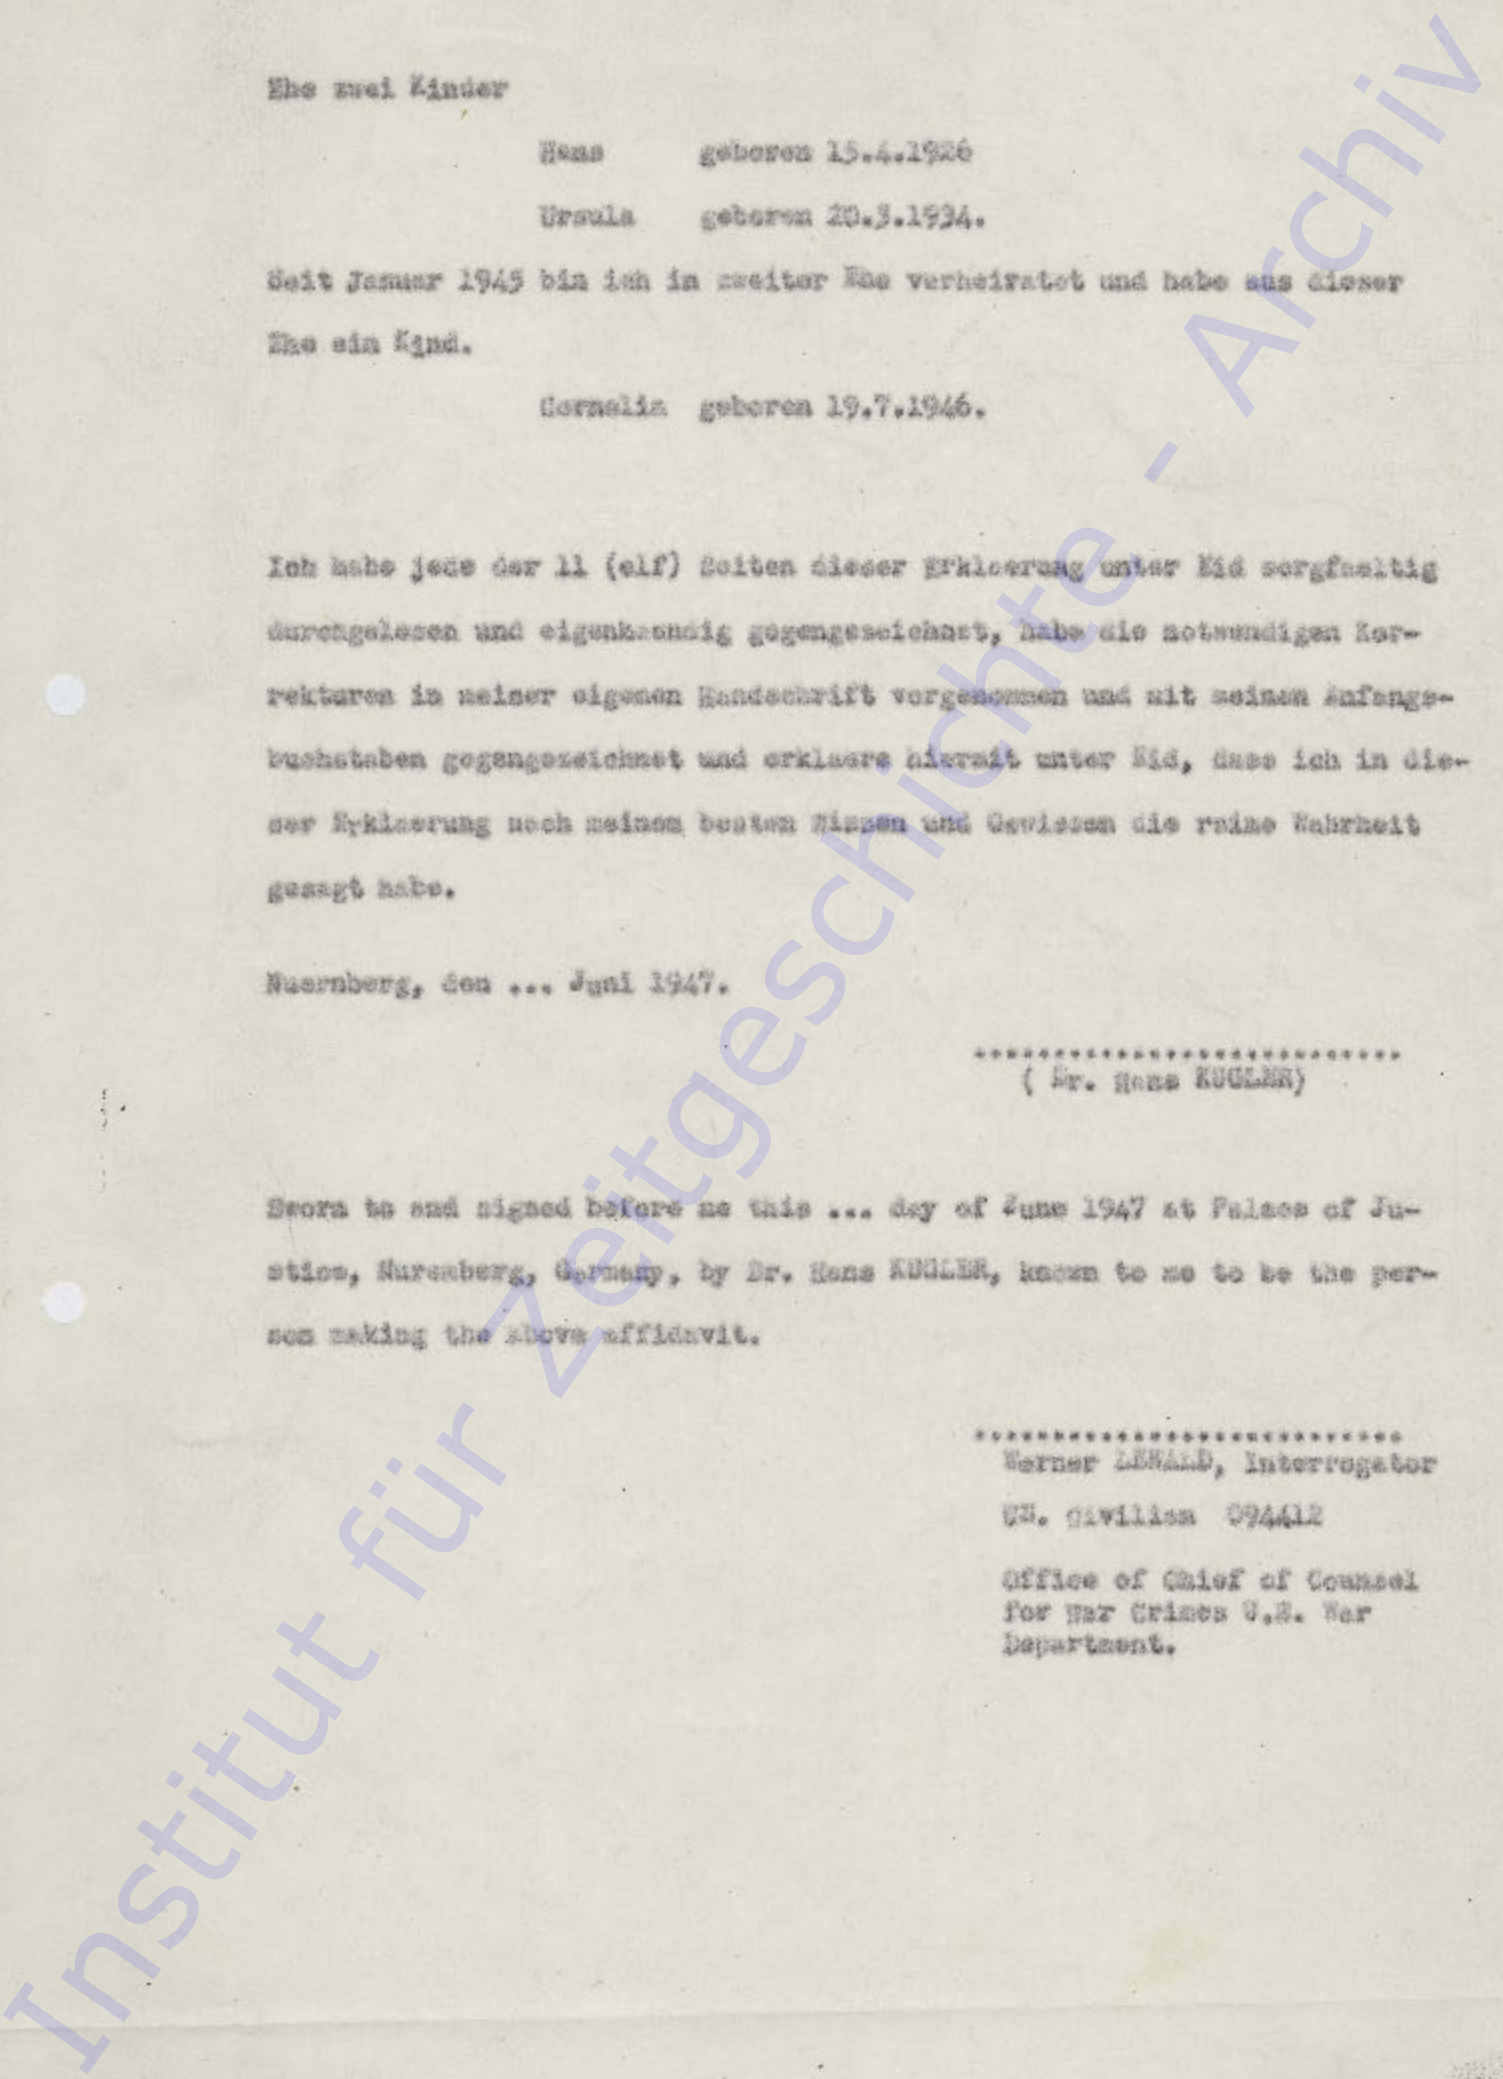 Ehe zwei Kinder
Hans geboren 15.4.1926
Ursula geboren 20.3.1934.
Seit Januar 1945 bin ich in zweiter Ehe verheiratet und habe aus dieser
Ehe ein Kind.
Cornelia geboren 19.7.1946.
Ich habe jede der 11 (elf) Seiten dieser Erklaerung unter Eid sorgfaeltig
durchgelesen und eigenhaendig gegengezeichnet, habe die notwendigen Kor-
rekturen in meiner eigenen Handschrift vorgenommen und mit meinen Anfangs-
buchstaben gegengezeichnet und erklaere hiermit unter Eid, dass ich in die-
ser Erklaerung nach meinem besten Wissen und Gewissen die reine Wahrheit
gesagt habe.
Nuernberg, den ... Juni 1947.
............................
( Dr. Hans KUGLER)
Sworn to and signed before me this ... day of June 1947 at Palace of Ju-
stice, Nuremberg, Germany, by Dr. Hans KUGLER, known to me to be the per-
son making the above affidavit.
............................
Werner , Interrogator
US. Civilian 094412
Office of Chief of Counsel
for War Crimes U.S. War
Department.
Institut für Zeitgeschichte - Archiv